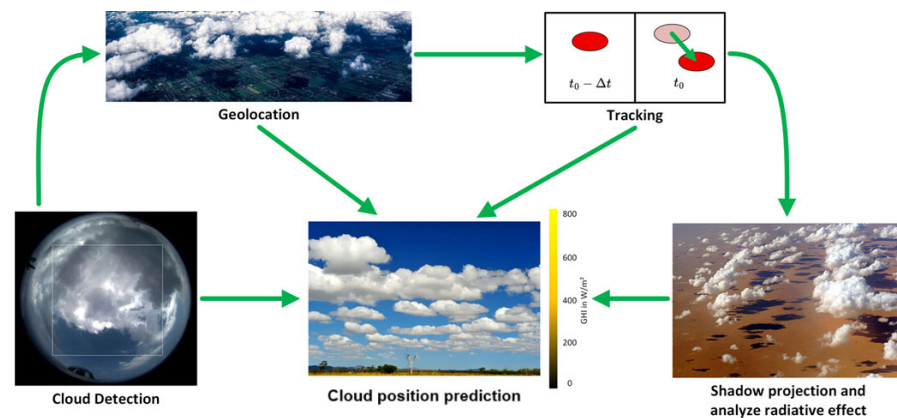 t₀ − Δt
t₀
Geolocation
Tracking
800
600
400
200
0
GHI in W/m²
Cloud Detection
Cloud position prediction
Shadow projection and
analyze radiative effect